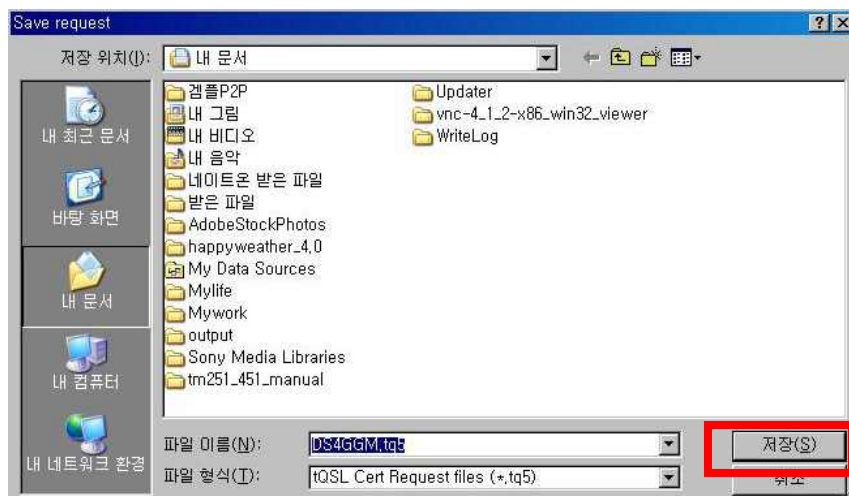 Save request
저장 위치(I):
내 문서
내 최근 문서
바탕 화면
내 문서
내 컴퓨터
내 네트워크 환경
겜플P2P
내 그림
내 비디오
내 음악
네이트온 받은 파일
받은 파일
AdobeStockPhotos
happyweather_4,0
My Data Sources
Mylife
Mywork
output
Sony Media Libraries
tm251_451_manual
Updater
vnc-4_1_2-x86_win32_viewer
WriteLog
파일 이름(N):
DS4GGM,tq5
저장(S)
파일 형식(T):
tQSL Cert Request files (*,tq5)
취소